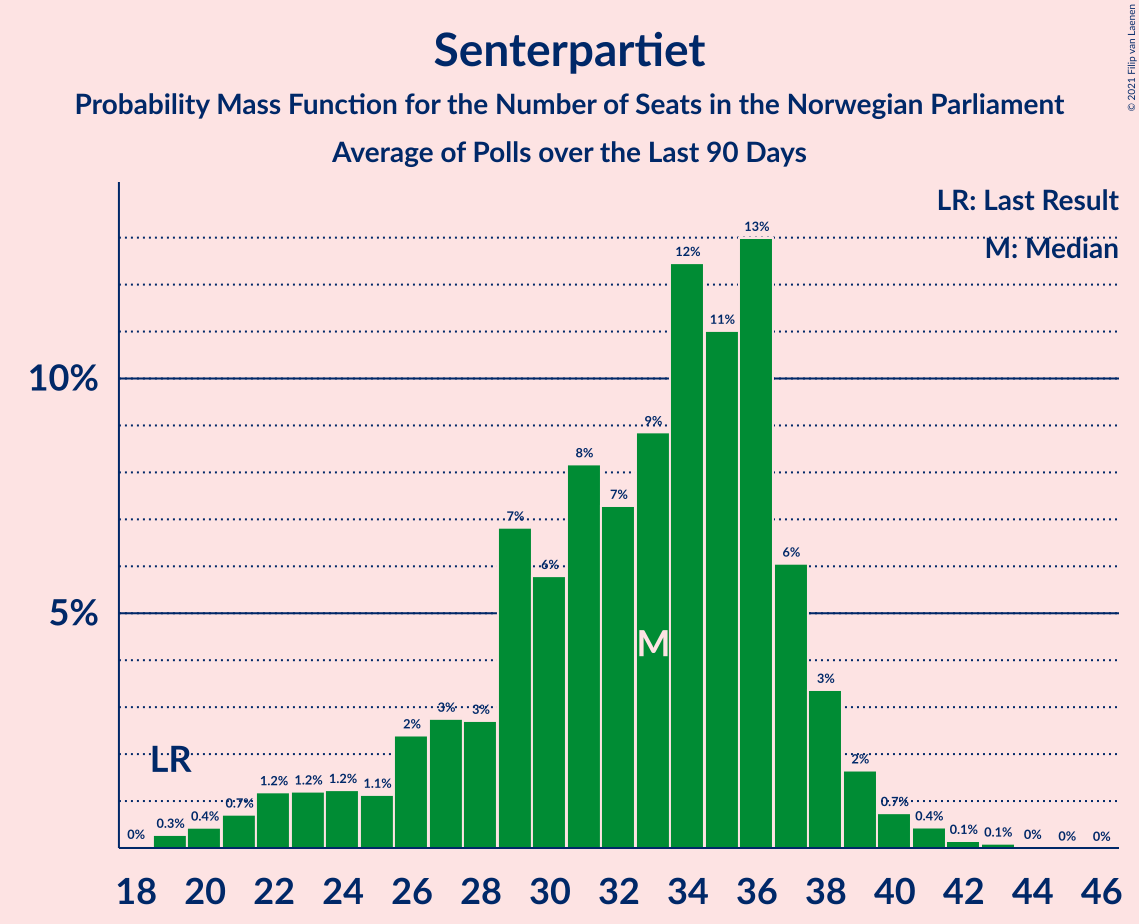 Senterpartiet
Probability Mass Function for the Number of Seats in the Norwegian Parliament
Average of Polls over the Last 90 Days
© 2021 Filip van Laenen
LR: Last Result
M: Median
10%
5%
LR
M
0% 0.3% 0.4% 0.7% 1.2% 1.2% 1.2% 1.1% 2% 3% 3% 7% 6% 8% 7% 9% 12% 11% 13% 6% 3% 2% 0.7% 0.4% 0.1% 0.1% 0% 0% 0%
18 20 22 24 26 28 30 32 34 36 38 40 42 44 46